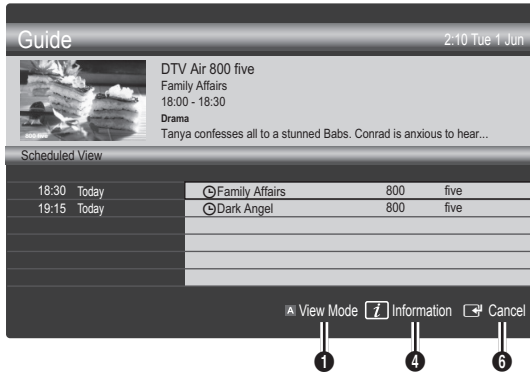 Guide 2:10 Tue 1 Jun
DTV Air 800 five
Family Affairs
18:00 - 18:30
Drama
Tanya confesses all to a stunned Babs. Conrad is anxious to hear...
Scheduled View
18:30 Today Family Affairs 800 five
19:15 Today Dark Angel 800 five
A View Mode i Information Cancel
1 4 6